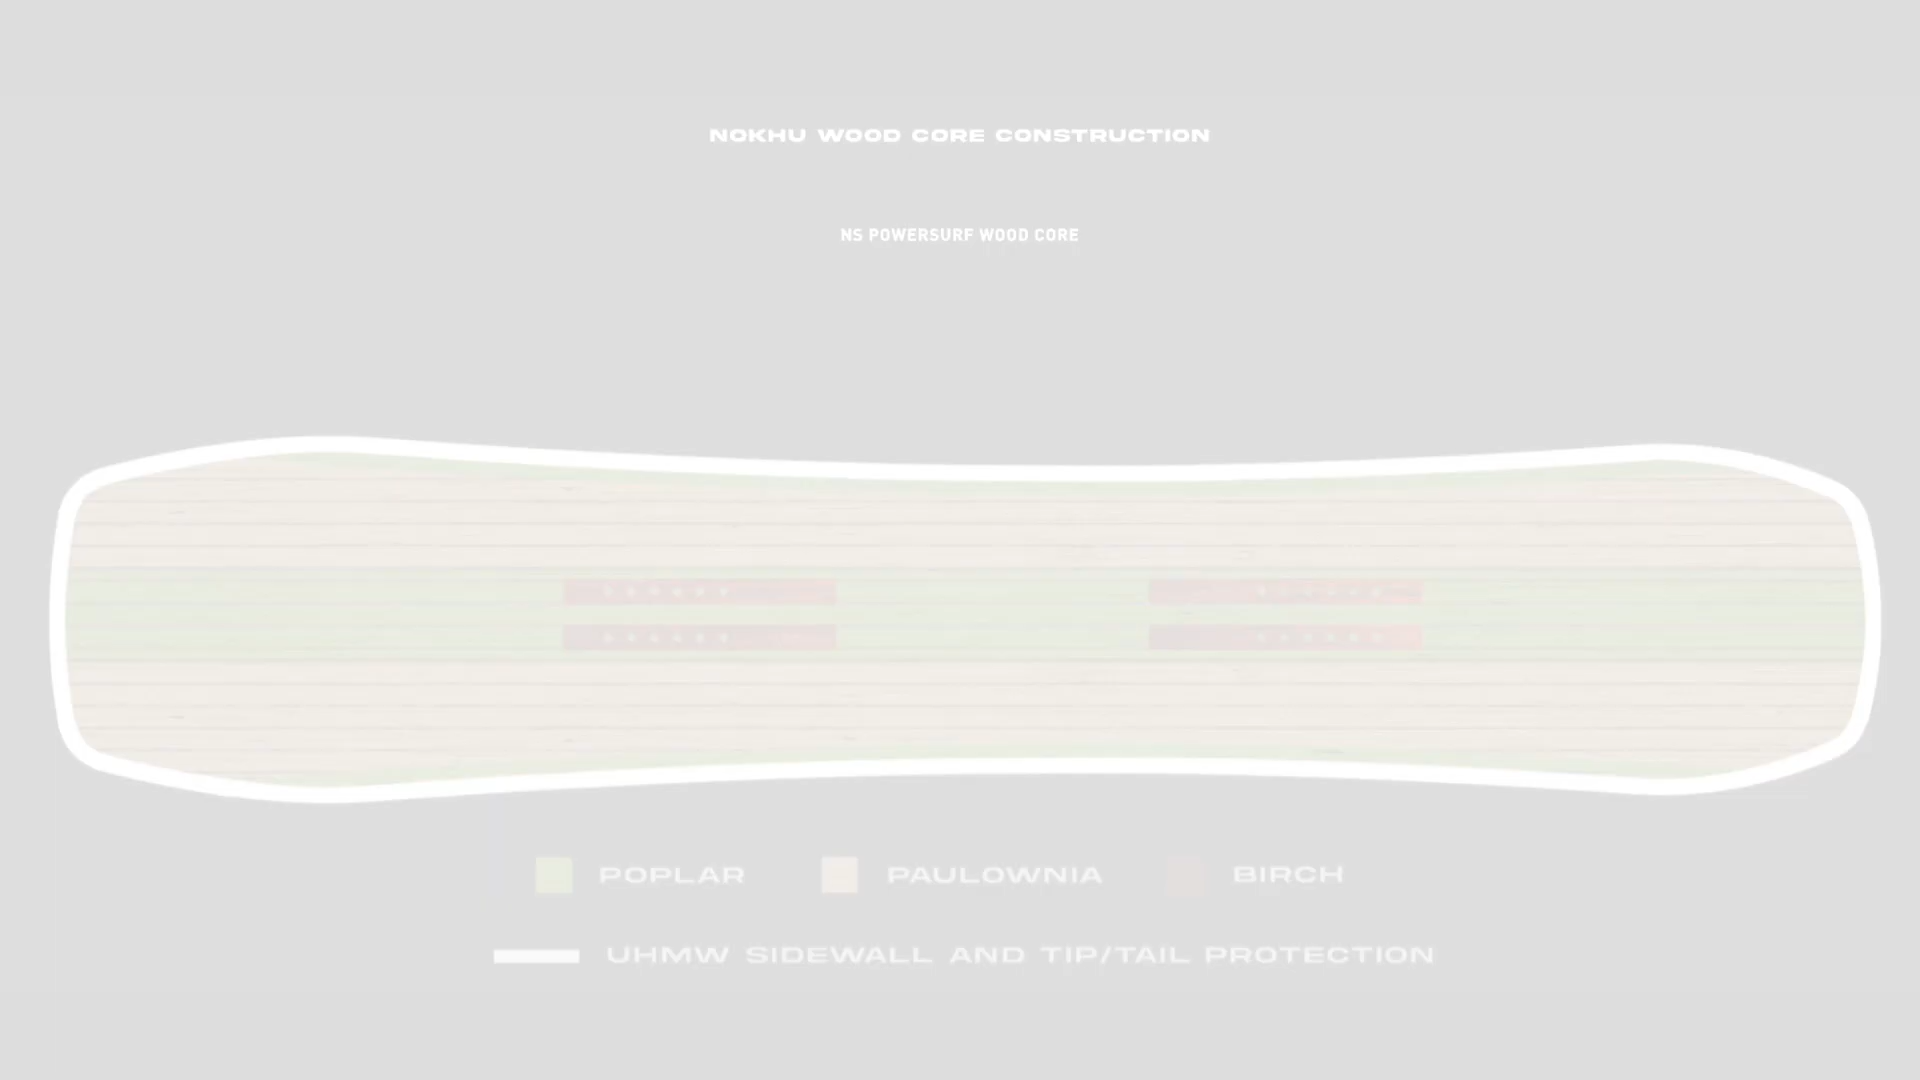 NOKHU WOOD CORE CONSTRUCTION
NS POWERSURF WOOD CORE
POPLAR PAULOWNIA BIRCH
UHMW SIDEWALL AND TIP/TAIL PROTECTION